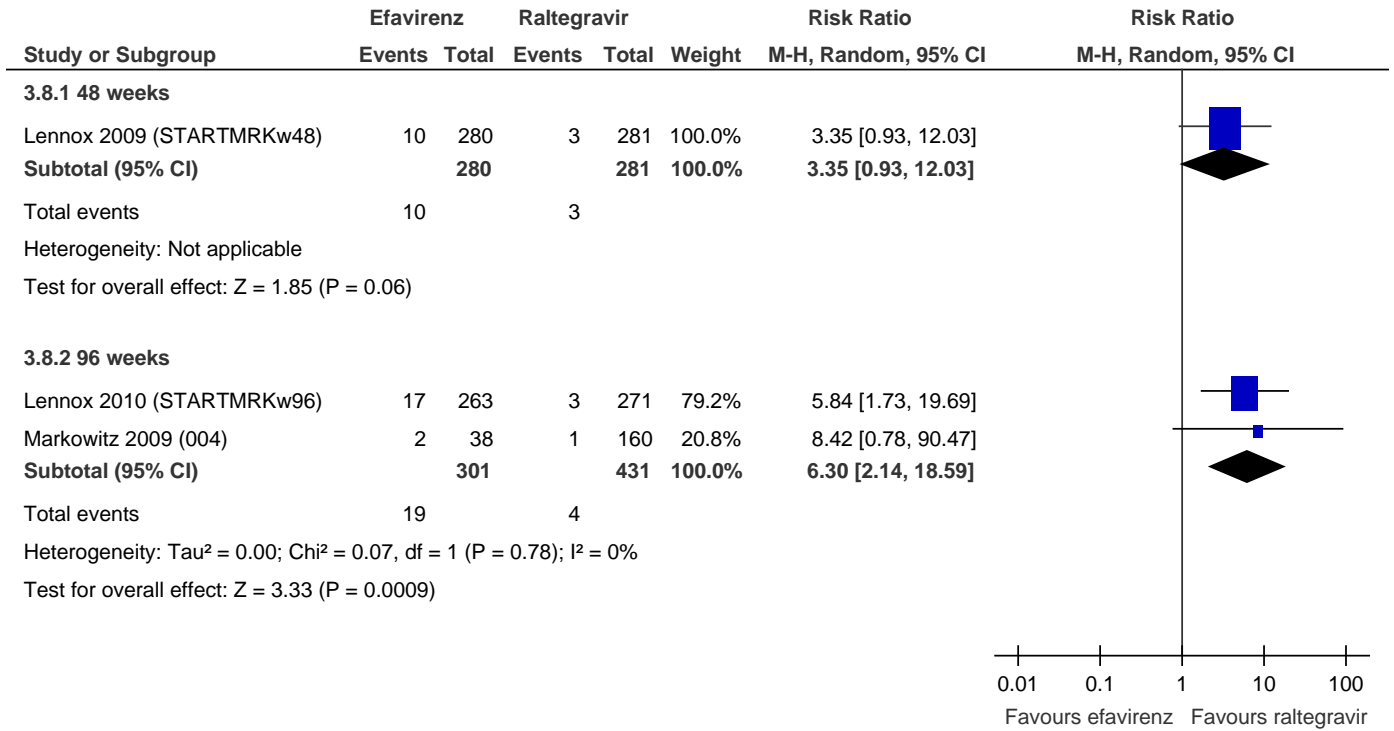 Efavirenz Raltegravir Risk Ratio Risk Ratio
Study or Subgroup Events Total Events Total Weight M-H, Random, 95% CI M-H, Random, 95% CI
3.8.1 48 weeks
Lennox 2009 (STARTMRKw48) 10 280 3 281 100.0% 3.35 [0.93, 12.03]
Subtotal (95% CI) 280 281 100.0% 3.35 [0.93, 12.03]
Total events 10 3
Heterogeneity: Not applicable
Test for overall effect: Z = 1.85 (P = 0.06)
3.8.2 96 weeks
Lennox 2010 (STARTMRKw96) 17 263 3 271 79.2% 5.84 [1.73, 19.69]
Markowitz 2009 (004) 2 38 1 160 20.8% 8.42 [0.78, 90.47]
Subtotal (95% CI) 301 431 100.0% 6.30 [2.14, 18.59]
Total events 19 4
Heterogeneity: Tau² = 0.00; Chi² = 0.07, df = 1 (P = 0.78); I² = 0%
Test for overall effect: Z = 3.33 (P = 0.0009)
0.01 0.1 1 10 100
Favours efavirenz Favours raltegravir